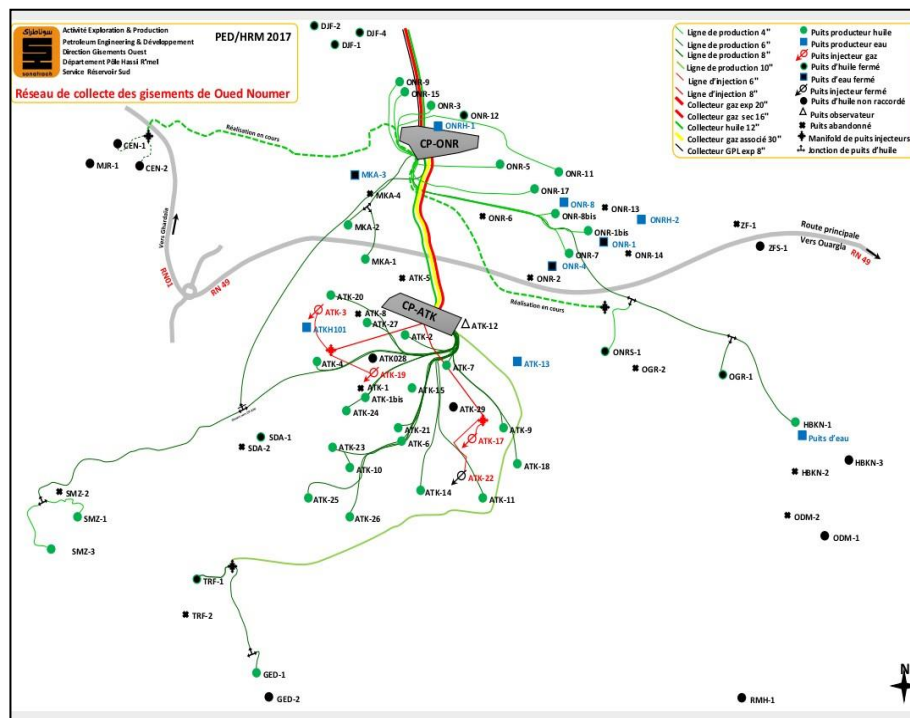 سوناطراك
sonatrach
Activité Exploration & Production
Petroleum Engineering & Développement
Direction Gisements Ouest
Département Pôle Hassi R'mel
Service Réservoir Sud
PED/HRM 2017
Réseau de collecte des gisements de Oued Noumer
Ligne de production 4"
Ligne de production 6"
Ligne de production 8"
Ligne de production 10"
Ligne d'injection 6"
Ligne d'injection 8"
Collecteur gaz exp 20"
Collecteur gaz sec 16"
Collecteur huile 12"
Collecteur gaz associé 30"
Collecteur GPL exp 8"
Puits producteur huile
Puits producteur eau
Puits injecteur gaz
Puits d'huile fermé
Puits d'eau fermé
Puits injecteur fermé
Puits d'huile non raccordé
Puits observateur
Puits abandonné
Manifold de puits injecteurs
Jonction de puits d'huile
DJF-2
DJF-4
DJF-1
ONR-9
ONR-15
ONR-3
ONR-12
ONRH-1
CP-ONR
Réalisation en cours
CEN-1
MJR-1
CEN-2
MKA-3
MKA-4
ONR-5
ONR-11
ONR-17
ONR-8
ONR-13
ONR-8bis
ONR-6
ONRH-2
MKA-2
ONR-1bis
ONR-1
ZF-1
Route principale
Vers Ouargla
RN 49
ZFS-1
Vers Ghardaïe
RN01
RN 49
MKA-1
ONR-7
ONR-14
ONR-4
ONR-2
ATK-5
ATK-20
CP-ATK
Réalisation en cours
ATK-3
ATK-8
ATKH101
ATK-27
ATK-12
ATK-2
ATK-4
ATK028
ATK-7
ATK-13
ONRS-1
OGR-2
OGR-1
ATK-19
ATK-1
ATK-15
ATK-1bis
ATK-24
ATK-29
ATK-21
ATK-9
ATK-6
ATK-17
HBKN-1
Puits d'eau
SDA-1
SDA-2
ATK-23
ATK-10
ATK-18
HBKN-3
HBKN-2
ATK-22
SMZ-2
ATK-25
ATK-14
ATK-11
SMZ-1
ATK-26
ODM-2
ODM-1
SMZ-3
TRF-1
TRF-2
GED-1
GED-2
RMH-1
N